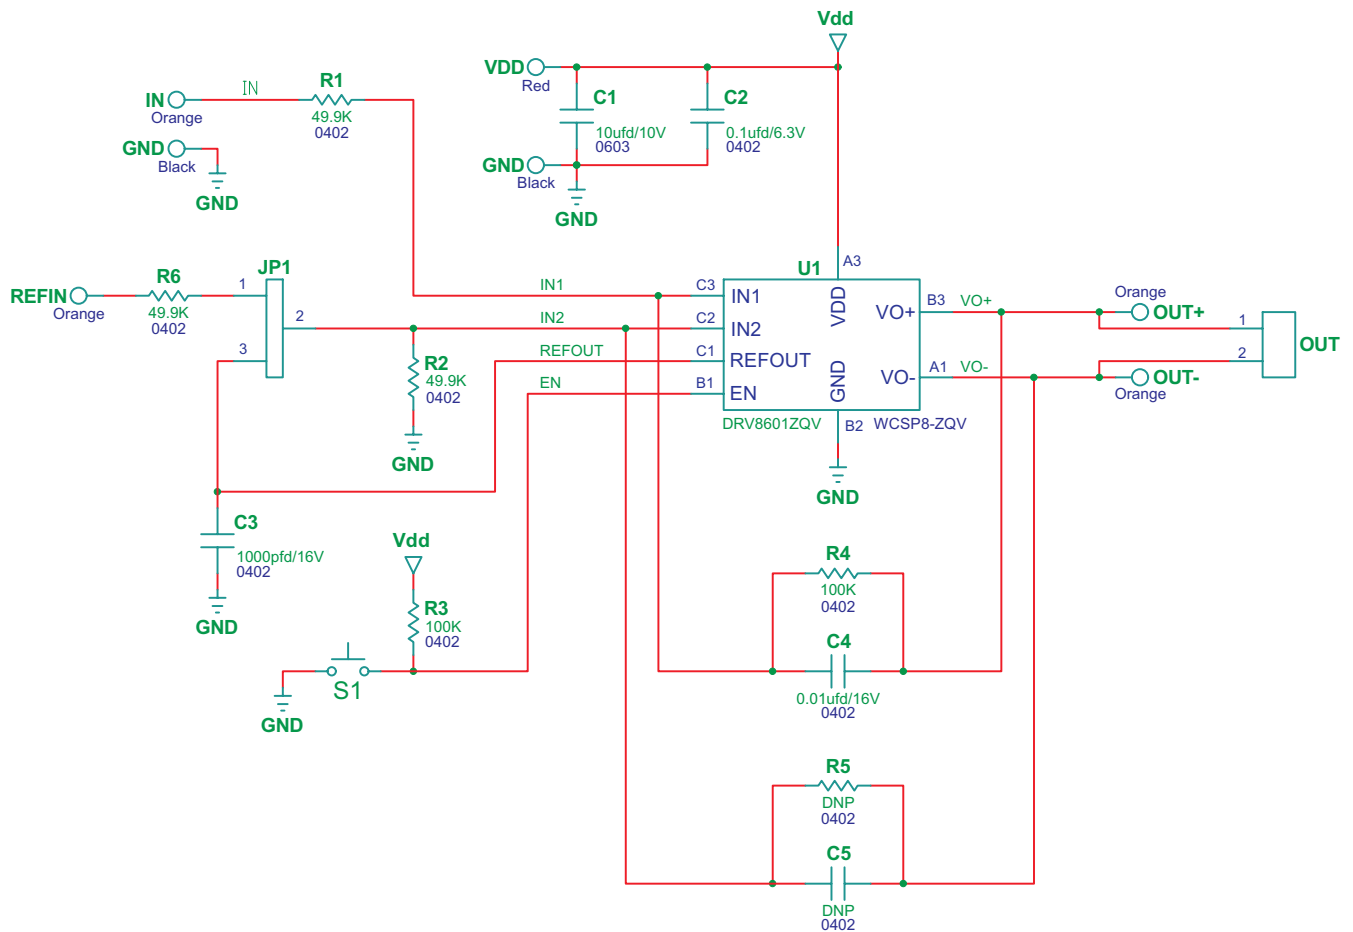 Vdd
VDD
Red
C1
10ufd/10V
0603
C2
0.1ufd/6.3V
0402
GND
Black
GND
IN
Orange
IN
R1
49.9K
0402
GND
Black
GND
REFIN
Orange
R6
49.9K
0402
JP1
1
2
3
IN1
IN2
REFOUT
EN
R2
49.9K
0402
GND
C3
1000pfd/16V
0402
GND
Vdd
R3
100K
0402
S1
GND
U1
A3
C3
C2
C1
B1
IN1
IN2
REFOUT
EN
VDD
GND
VO+
VO-
B3
A1
VO+
VO-
DRV8601ZQV
B2
WCSP8-ZQV
GND
Orange
OUT+
OUT-
Orange
1
2
OUT
R4
100K
0402
C4
0.01ufd/16V
0402
R5
DNP
0402
C5
DNP
0402